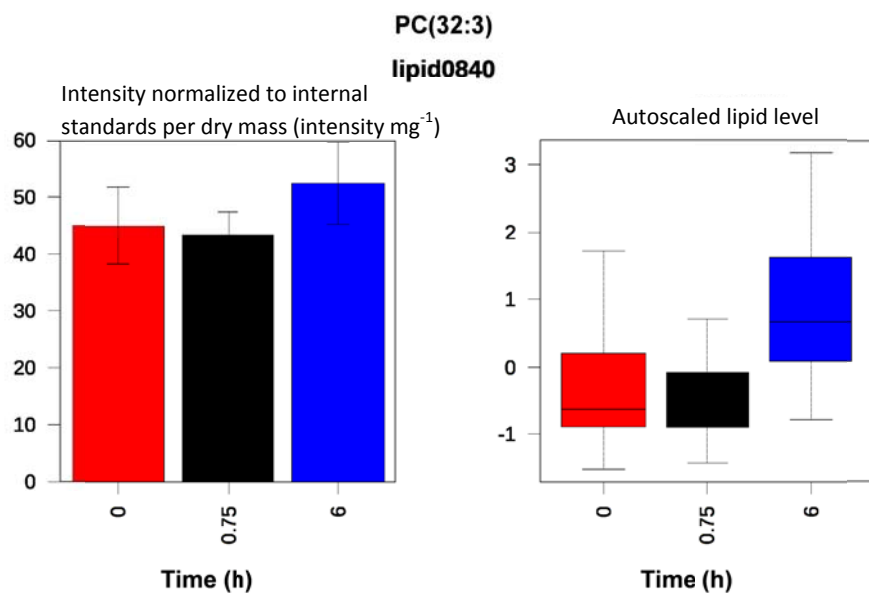 PC(32:3)
lipid0840
Intensity normalized to internal
standards per dry mass (intensity mg⁻¹)
60
50
40
30
20
10
0
0
0.75
6
Time (h)
Autoscaled lipid level
3
2
1
0
-1
0
0.75
6
Time (h)